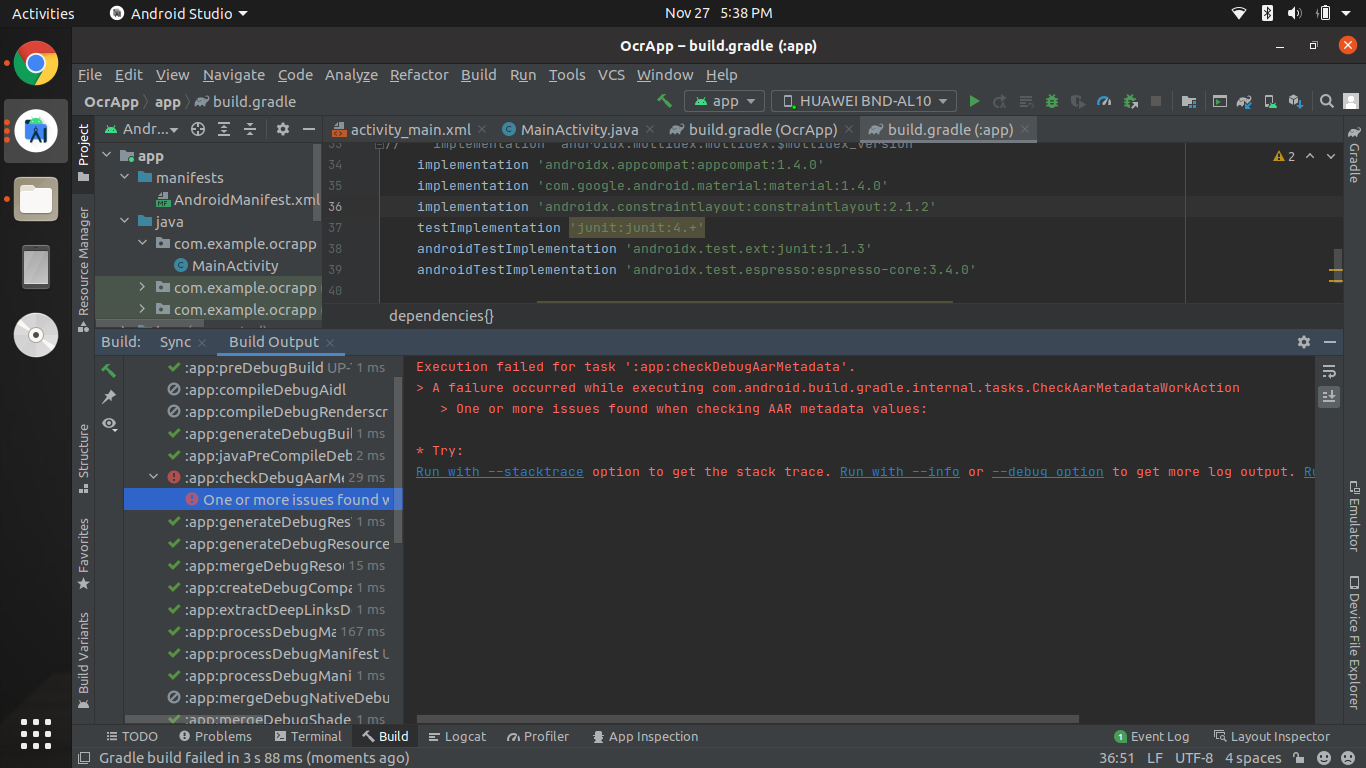 Activities Android Studio Nov 27 5:38 PM
OcrApp – build.gradle (:app)
File Edit View Navigate Code Analyze Refactor Build Run Tools VCS Window Help
OcrApp app build.gradle app HUAWEI BND-AL10
Andr... activity_main.xml MainActivity.java build.gradle (OcrApp) build.gradle (:app)
Project
Resource Manager
Structure
Favorites
Build Variants
app
manifests
AndroidManifest.xml
java
com.example.ocrapp
MainActivity
com.example.ocrapp
com.example.ocrapp
33 // implementation 'androidx.multidex:multidex:$multidex_version'
34 implementation 'androidx.appcompat:appcompat:1.4.0'
35 implementation 'com.google.android.material:material:1.4.0'
36 implementation 'androidx.constraintlayout:constraintlayout:2.1.2'
37 testImplementation 'junit:junit:4.+'
38 androidTestImplementation 'androidx.test.ext:junit:1.1.3'
39 androidTestImplementation 'androidx.test.espresso:espresso-core:3.4.0'
40
2
dependencies{}
Gradle
Emulator
Device File Explorer
Build: Sync Build Output
:app:preDebugBuild UP- 1 ms
:app:compileDebugAidl
:app:compileDebugRenderscr
:app:generateDebugBuil 1 ms
:app:javaPreCompileDeb 2 ms
:app:checkDebugAarMe 29 ms
One or more issues found w
:app:generateDebugRes 1 ms
:app:generateDebugResource
:app:mergeDebugResou 15 ms
:app:createDebugCompa 1 ms
:app:extractDeepLinksD 1 ms
:app:processDebugMa 167 ms
:app:processDebugManifest U
:app:processDebugMani 1 ms
:app:mergeDebugNativeDebu
:app:mergeDebugShade 1 ms
Execution failed for task ':app:checkDebugAarMetadata'.
> A failure occurred while executing com.android.build.gradle.internal.tasks.CheckAarMetadataWorkAction
> One or more issues found when checking AAR metadata values:
* Try:
Run with --stacktrace option to get the stack trace. Run with --info or --debug option to get more log output. Ru
TODO Problems Terminal Build Logcat Profiler App Inspection 1 Event Log Layout Inspector
Gradle build failed in 3 s 88 ms (moments ago) 36:51 LF UTF-8 4 spaces